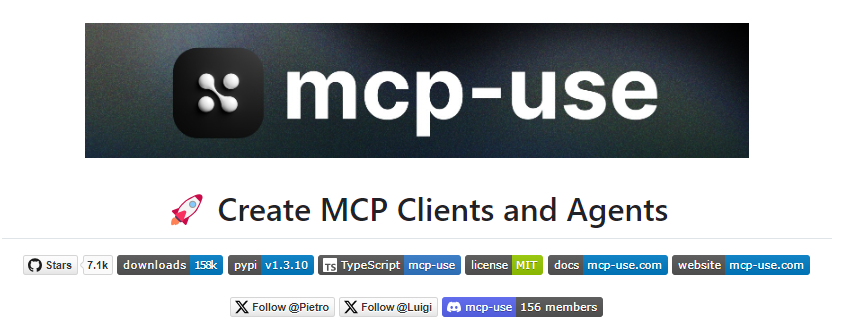 mcp-use
🚀 Create MCP Clients and Agents
Stars 7.1k downloads 158k pypi v1.3.10 TS TypeScript mcp-use license MIT docs mcp-use.com website mcp-use.com
X Follow @Pietro X Follow @Luigi mcp-use 156 members